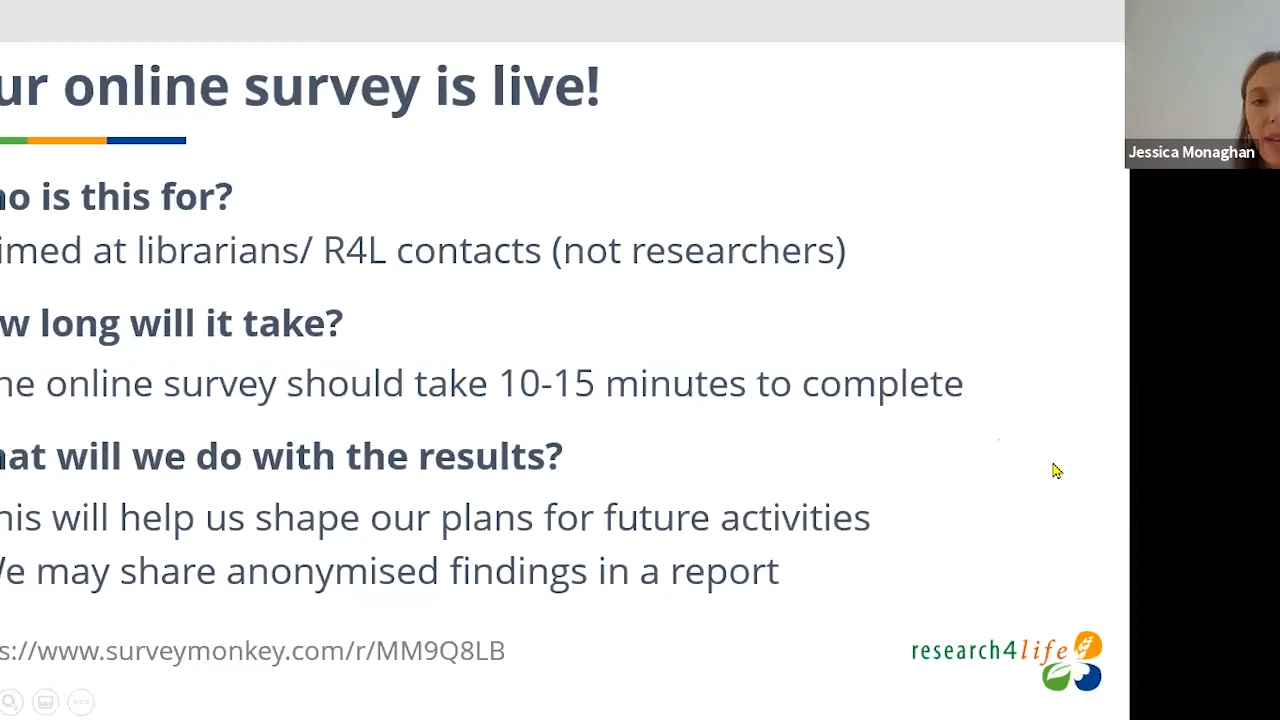 ur online survey is live!
Jessica Monaghan
o is this for?
imed at librarians/ R4L contacts (not researchers)
w long will it take?
he online survey should take 10-15 minutes to complete
hat will we do with the results?
his will help us shape our plans for future activities
e may share anonymised findings in a report
s://www.surveymonkey.com/r/MM9Q8LB
research4life